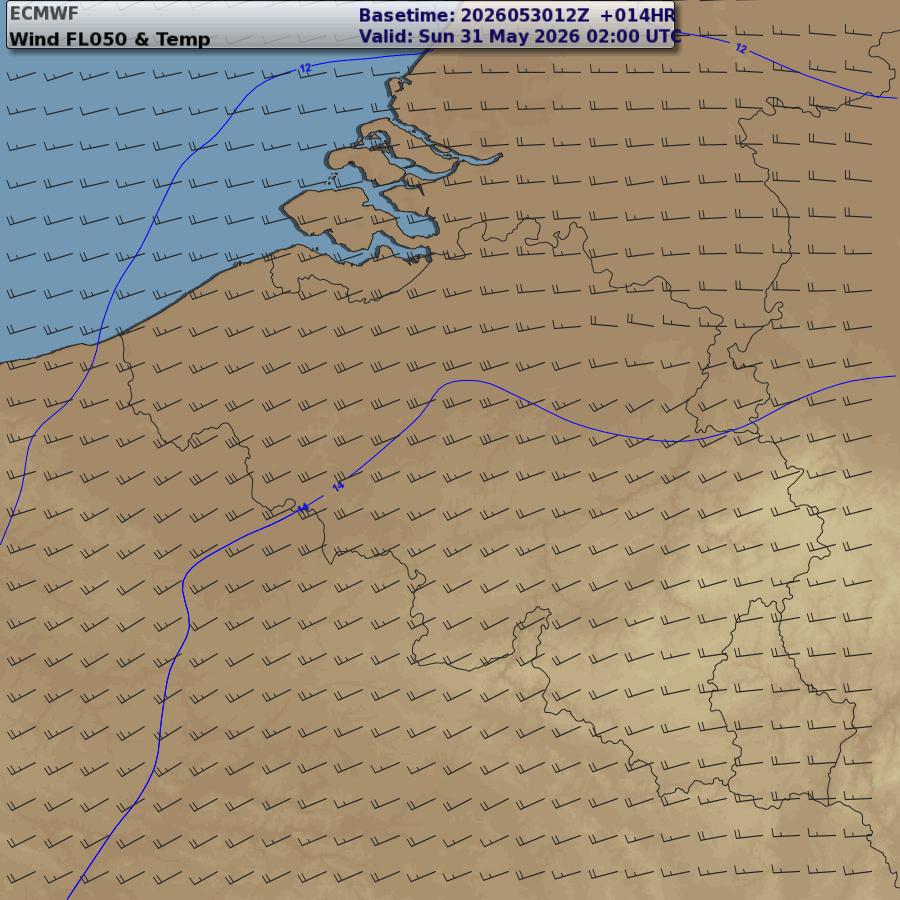 ECMWF
Basetime: 2026053012Z +014HR
Wind FL050 & Temp
Valid: Sun 31 May 2026 02:00 UTC
12
12
14
14